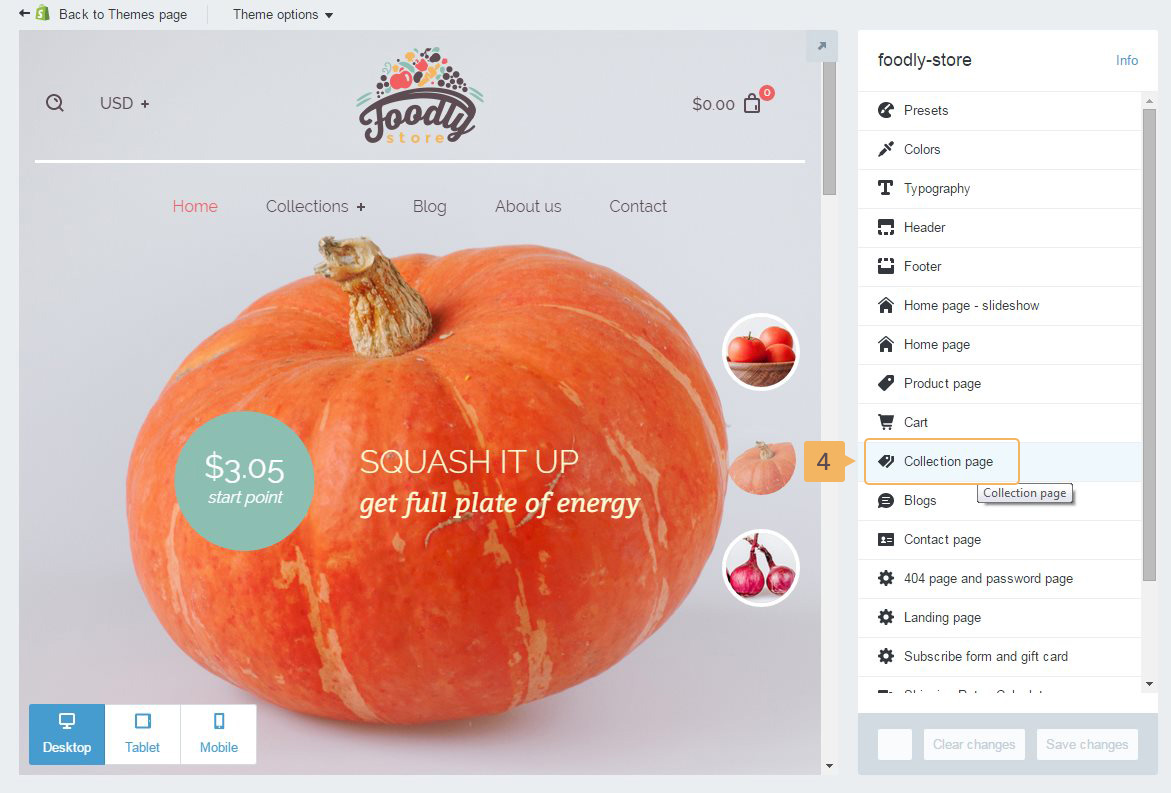 Back to Themes page
Theme options
USD +
Foodly
store
$0.00
0
Home
Collections +
Blog
About us
Contact
$3.05
start point
SQUASH IT UP
get full plate of energy
4
Desktop
Tablet
Mobile
foodly-store
Info
Presets
Colors
Typography
Header
Footer
Home page - slideshow
Home page
Product page
Cart
Collection page
Collection page
Blogs
Contact page
404 page and password page
Landing page
Subscribe form and gift card
Clear changes
Save changes